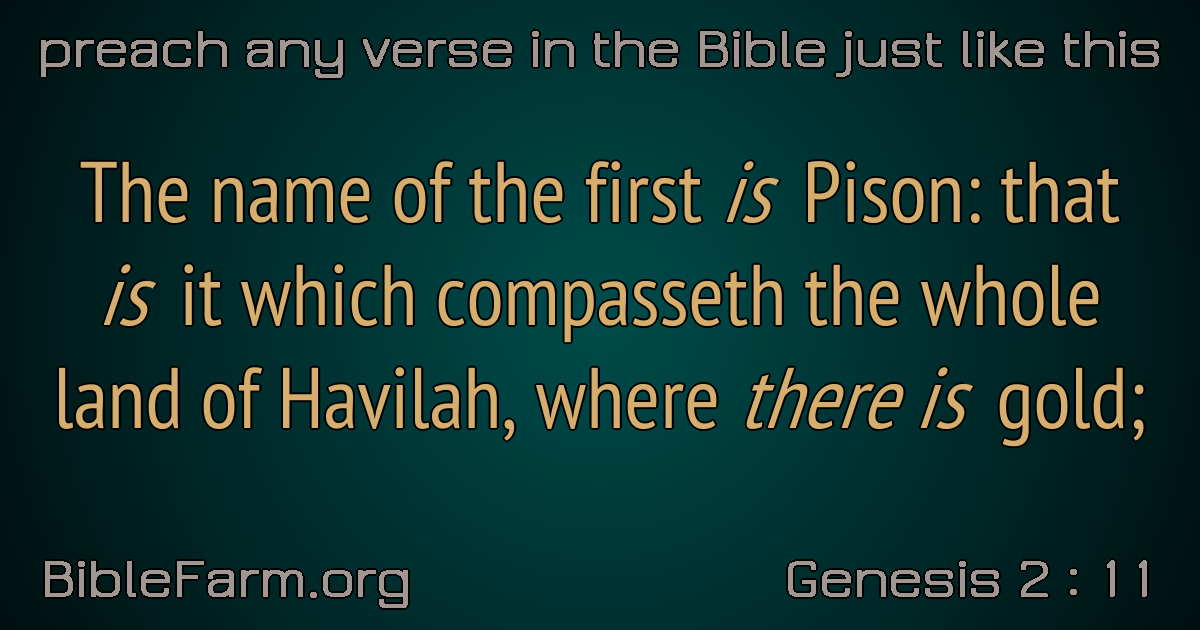 preach any verse in the Bible just like this
The name of the first is Pison: that
is it which compasseth the whole
land of Havilah, where there is gold;
BibleFarm.org
Genesis 2 : 11